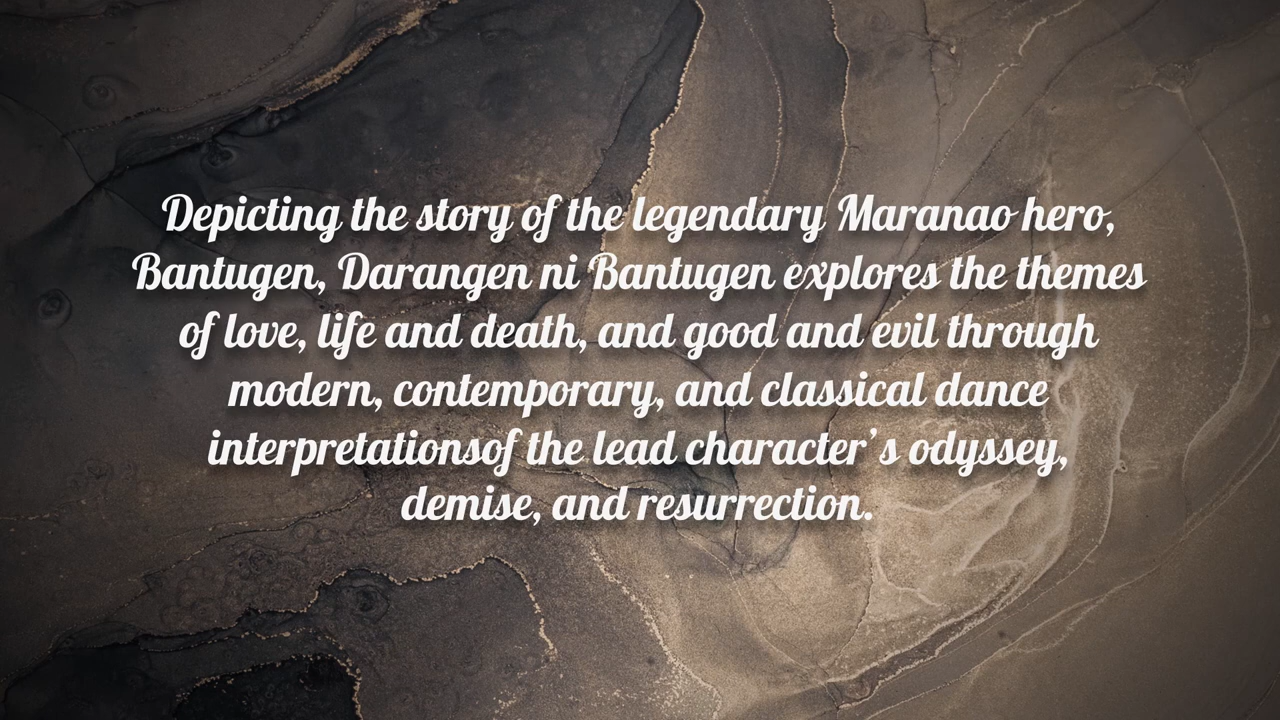 Depicting the story of the legendary Maranao hero,
Bantugen, Darangen ni Bantugen explores the themes
of love, life and death, and good and evil through
modern, contemporary, and classical dance
interpretationsof the lead character’s odyssey,
demise, and resurrection.